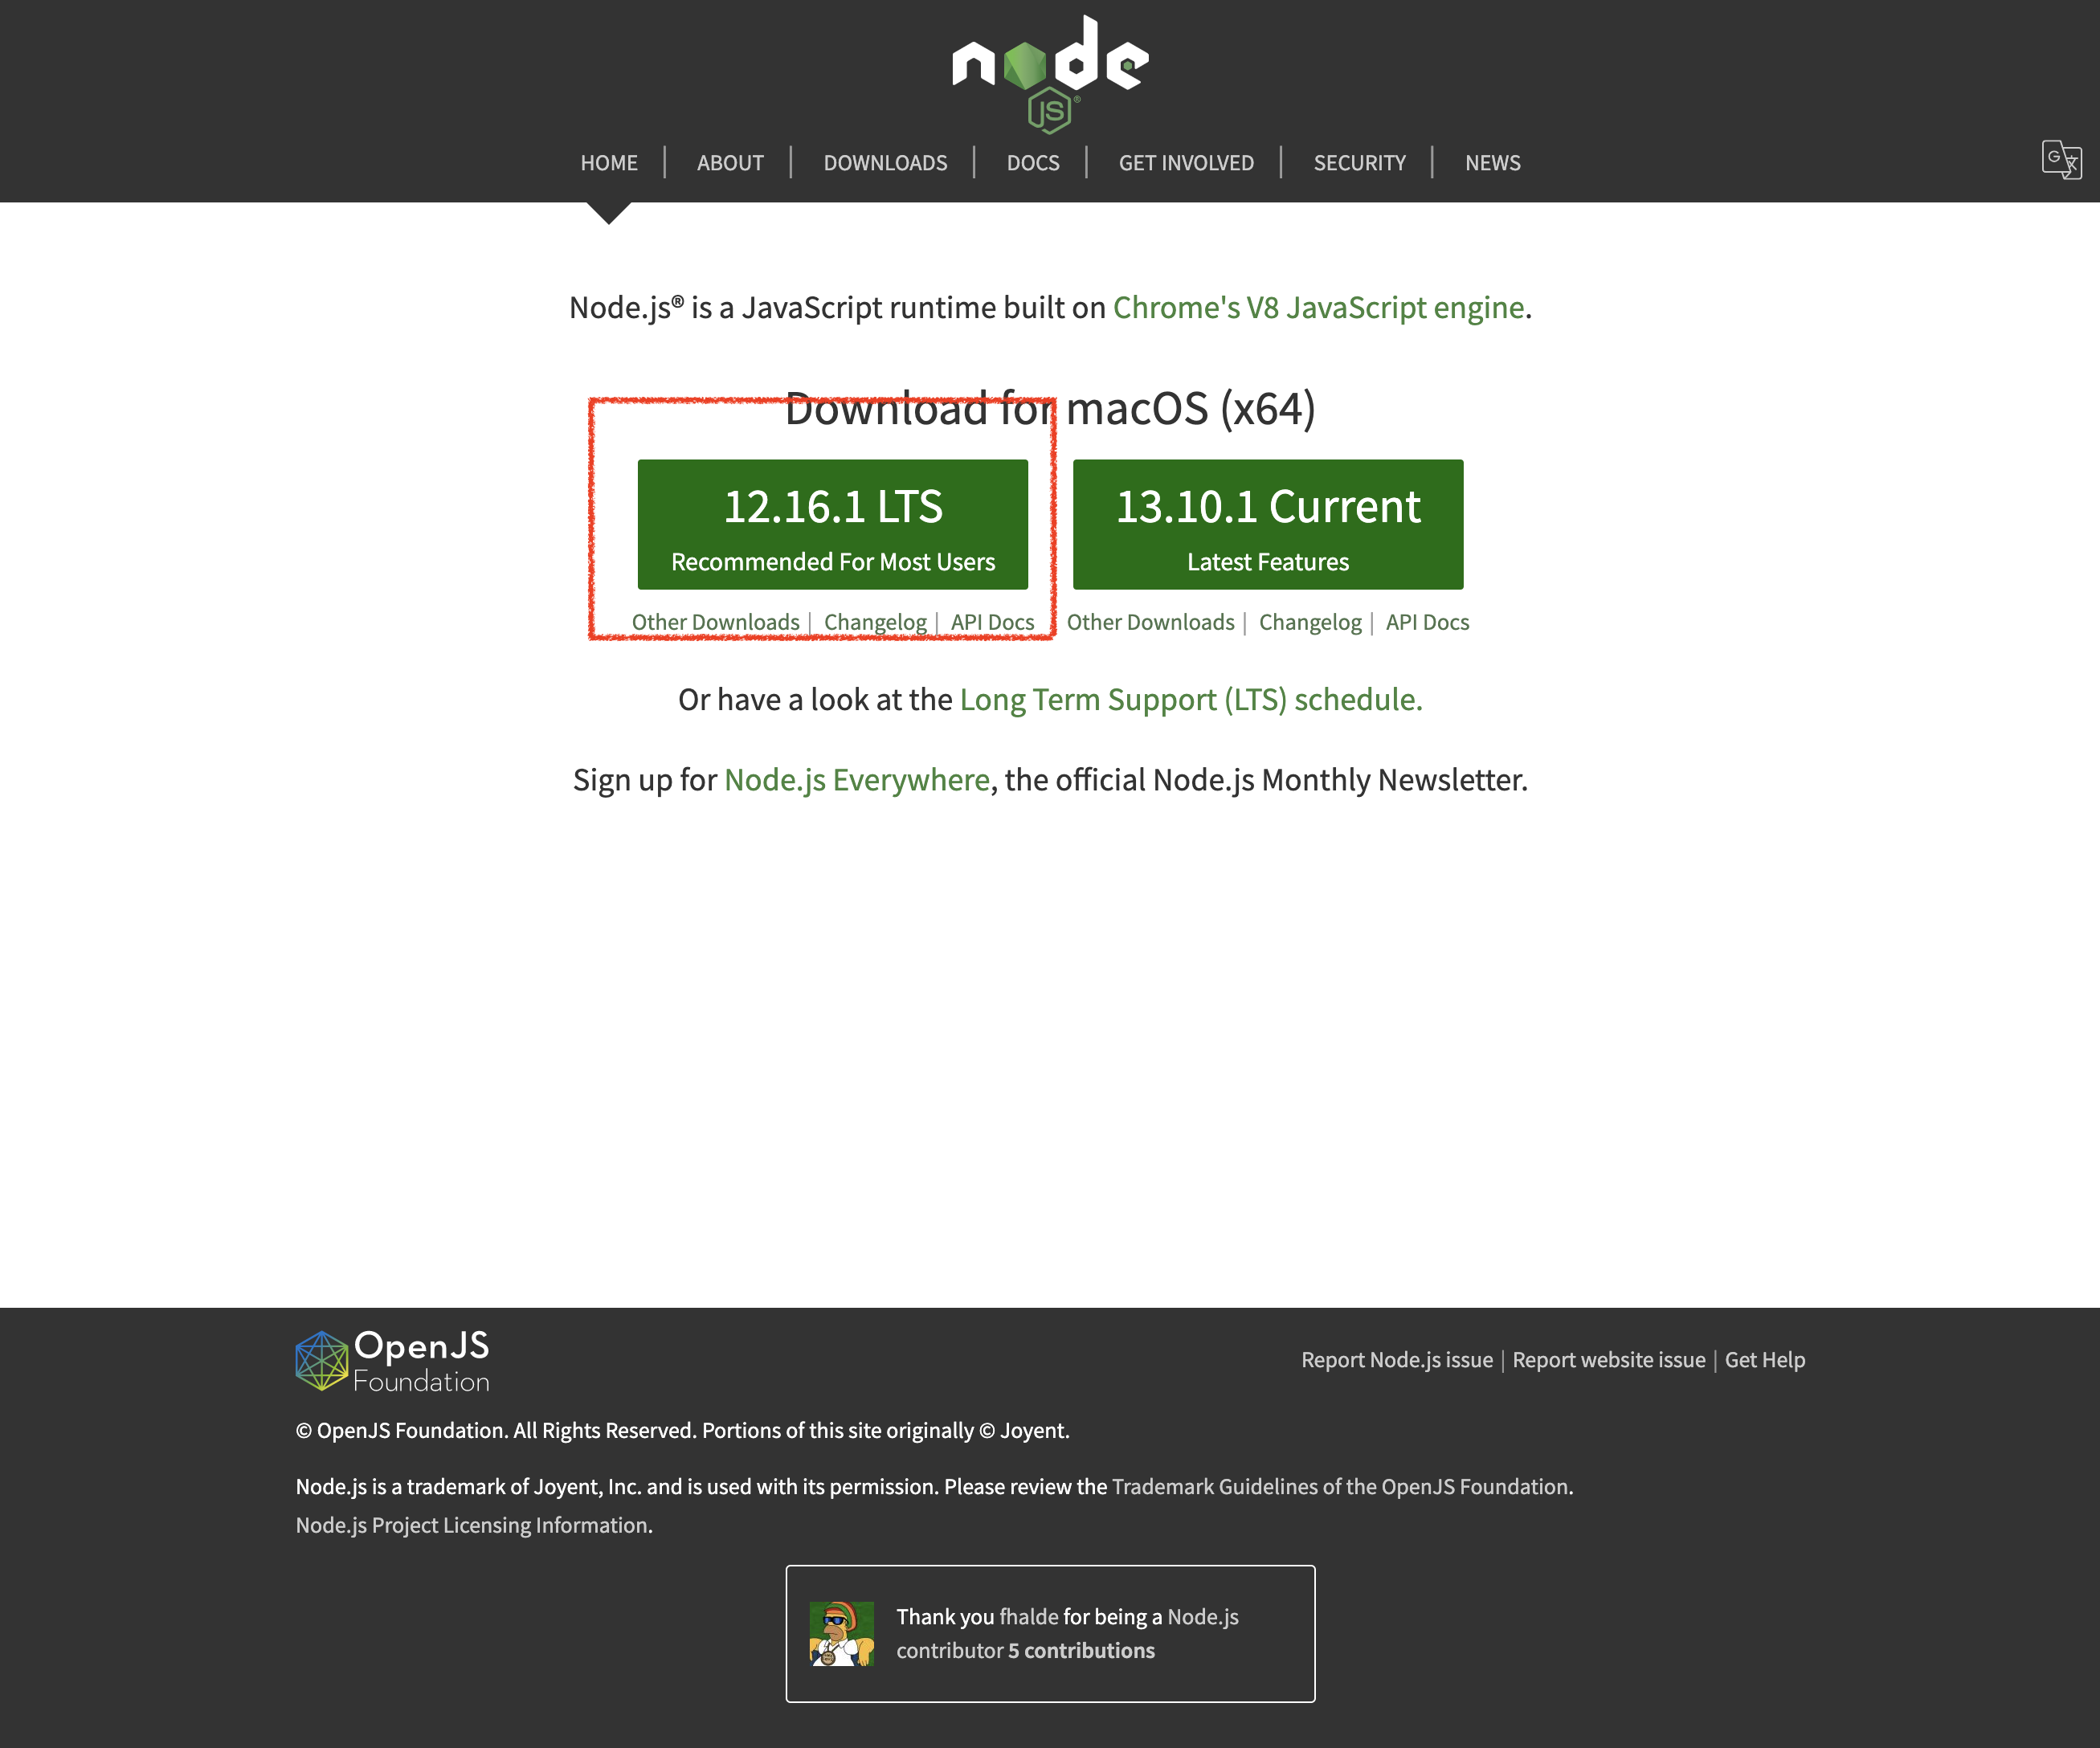 node
JS®
HOME | ABOUT | DOWNLOADS | DOCS | GET INVOLVED | SECURITY | NEWS
Node.js® is a JavaScript runtime built on Chrome's V8 JavaScript engine.
Download for macOS (x64)
12.16.1 LTS
Recommended For Most Users
Other Downloads | Changelog | API Docs
13.10.1 Current
Latest Features
Other Downloads | Changelog | API Docs
Or have a look at the Long Term Support (LTS) schedule.
Sign up for Node.js Everywhere, the official Node.js Monthly Newsletter.
OpenJS
Foundation
Report Node.js issue | Report website issue | Get Help
© OpenJS Foundation. All Rights Reserved. Portions of this site originally © Joyent.
Node.js is a trademark of Joyent, Inc. and is used with its permission. Please review the Trademark Guidelines of the OpenJS Foundation.
Node.js Project Licensing Information.
Thank you fhalde for being a Node.js
contributor 5 contributions